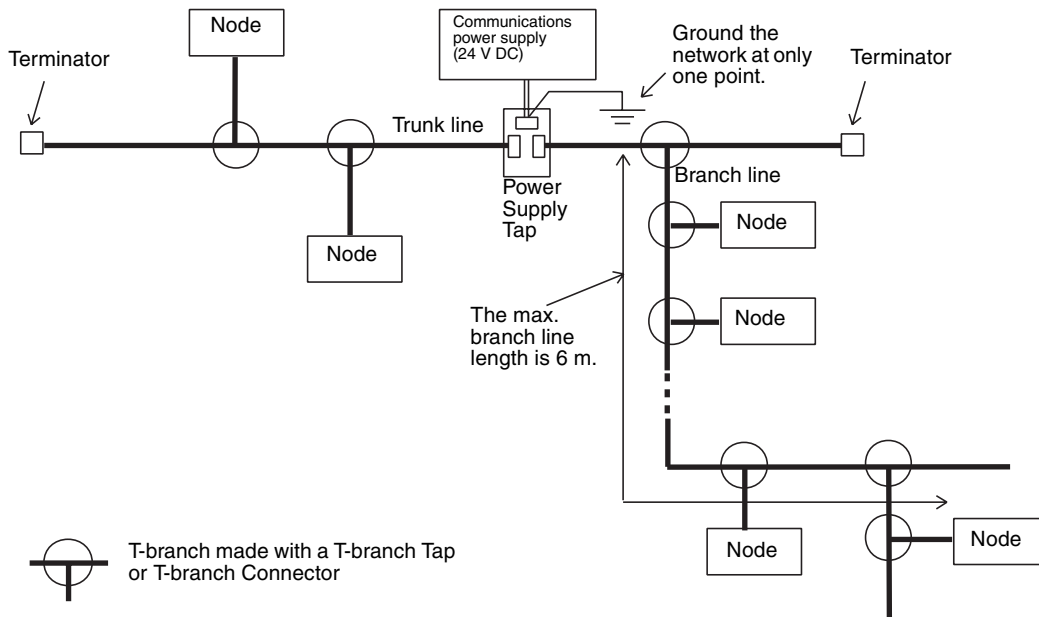 Node
Communications
power supply
(24 V DC)
Ground the
network at only
one point.
Terminator
Terminator
Trunk line
Power
Supply
Tap
Branch line
Node
Node
Node
The max.
branch line
length is 6 m.
Node
Node
T-branch made with a T-branch Tap
or T-branch Connector